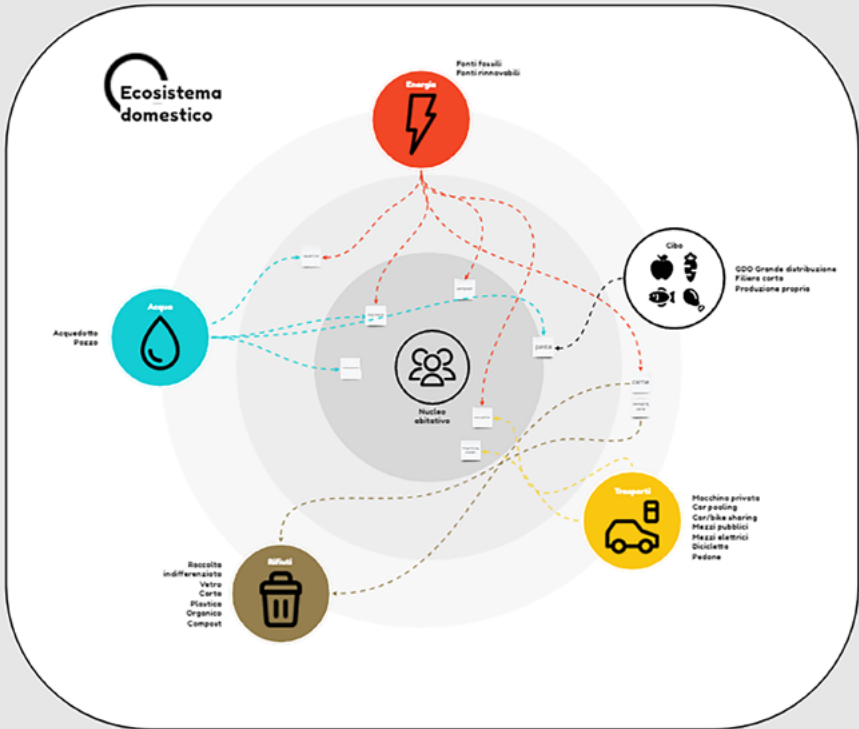 Ecosistema
domestico
Fonti fossili
Fonti rinnovabili
Energia
Cibo
GDO Grande distribuzione
Filiera corta
Produzione propria
Acqua
Acquedotto
Pozzo
pasta
carne
Nucleo
abitativo
Trasporti
Macchina privata
Car pooling
Car/bike sharing
Mezzi pubblici
Mezzi elettrici
Bicicletta
Pedone
Rifiuti
Raccolta
indifferenziata
Vetro
Carta
Plastica
Organico
Compost